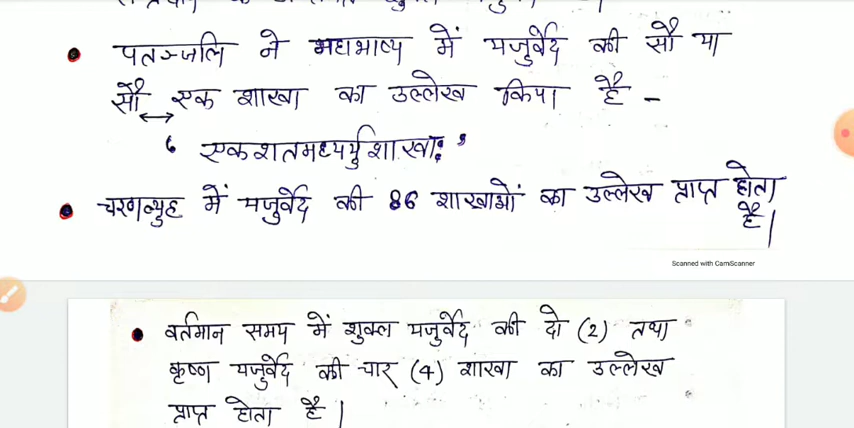 • पतञ्जलि ने महाभाष्य में यजुर्वेद की सौ या
सौ एक शाखा का उल्लेख किया है -
‘ एकशतमध्वर्युशाखाः ’
• चरणव्युह में यजुर्वेद की 86 शाखाओं का उल्लेख प्राप्त होता
है।
Scanned with CamScanner
• वर्तमान समय में शुक्ल यजुर्वेद की दो (2) तथा
कृष्ण यजुर्वेद की चार (4) शाखा का उल्लेख
प्राप्त होता है।